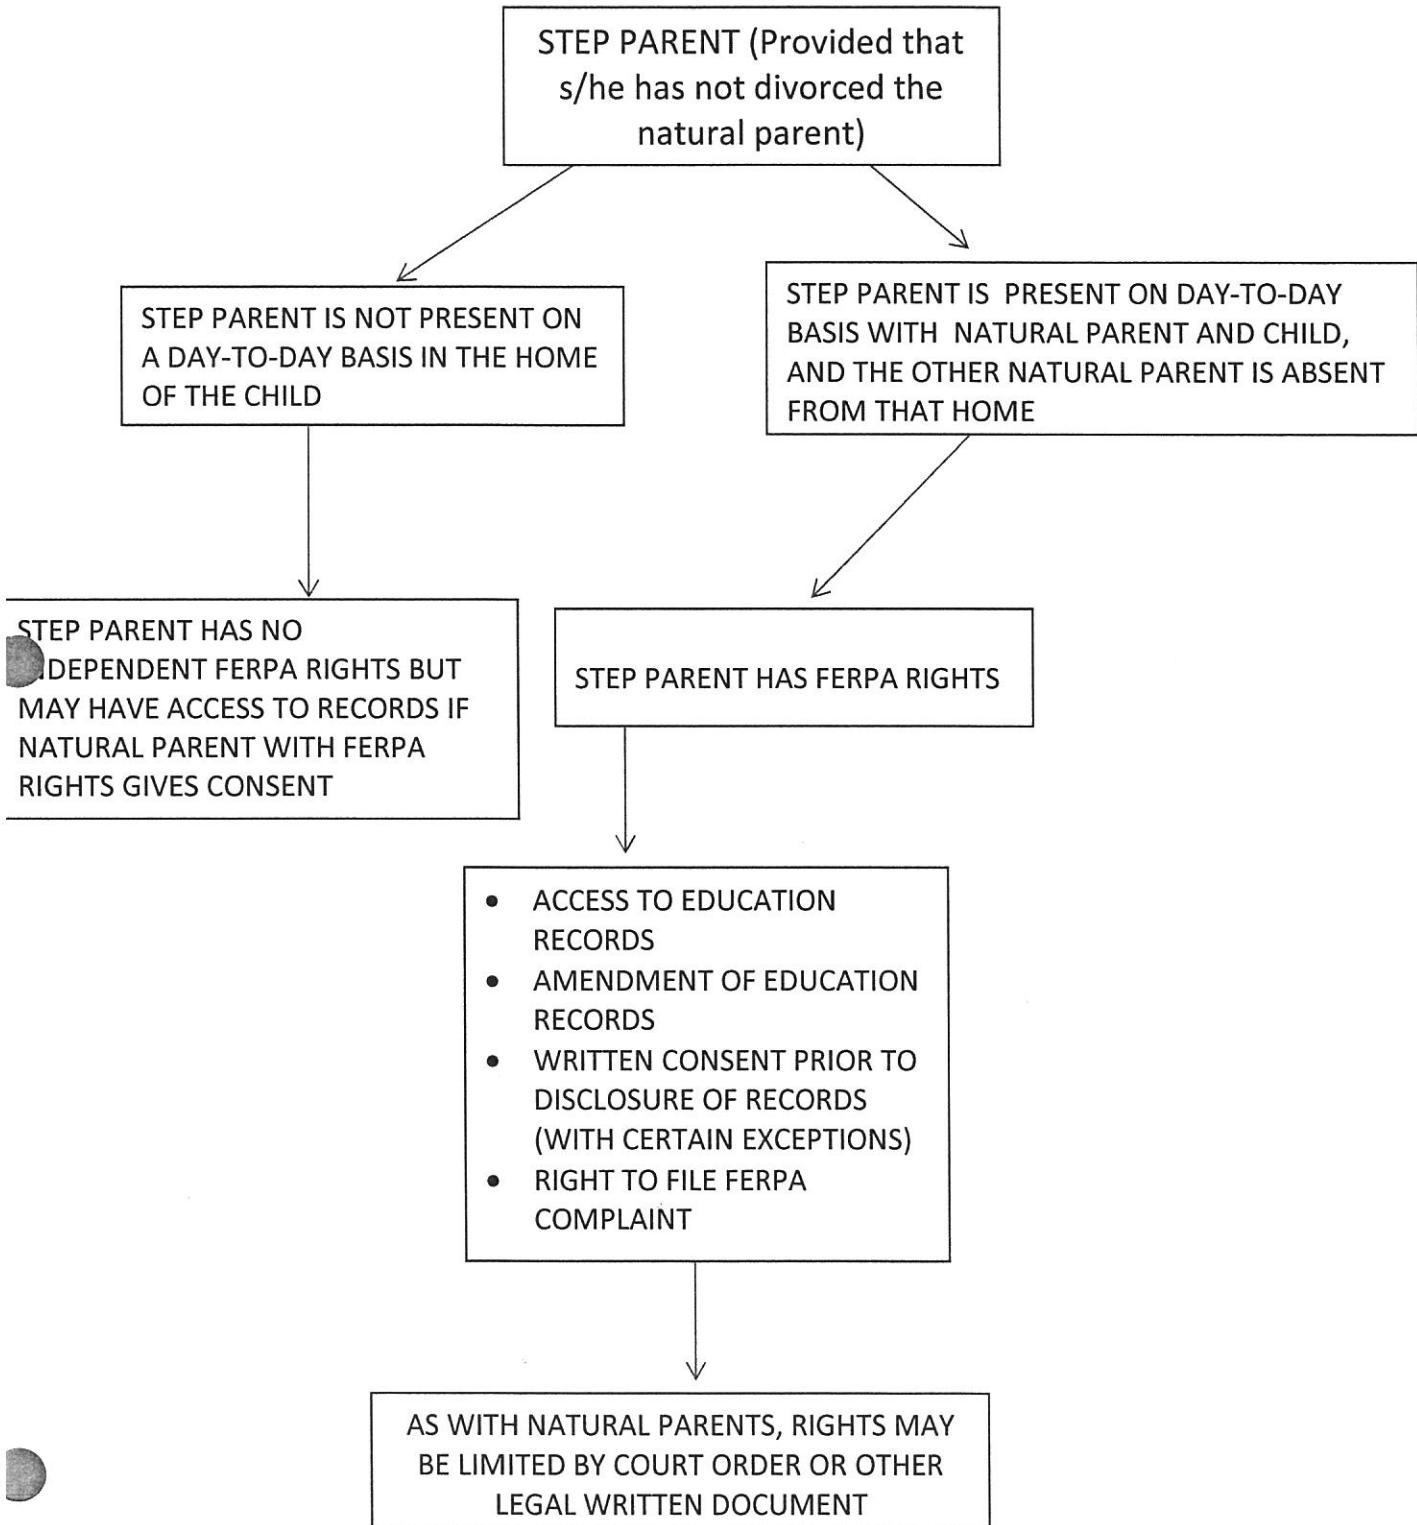 STEP PARENT (Provided that
s/he has not divorced the
natural parent)
STEP PARENT IS NOT PRESENT ON
A DAY-TO-DAY BASIS IN THE HOME
OF THE CHILD
STEP PARENT IS PRESENT ON DAY-TO-DAY
BASIS WITH NATURAL PARENT AND CHILD,
AND THE OTHER NATURAL PARENT IS ABSENT
FROM THAT HOME
STEP PARENT HAS NO
INDEPENDENT FERPA RIGHTS BUT
MAY HAVE ACCESS TO RECORDS IF
NATURAL PARENT WITH FERPA
RIGHTS GIVES CONSENT
STEP PARENT HAS FERPA RIGHTS
• ACCESS TO EDUCATION
RECORDS
• AMENDMENT OF EDUCATION
RECORDS
• WRITTEN CONSENT PRIOR TO
DISCLOSURE OF RECORDS
(WITH CERTAIN EXCEPTIONS)
• RIGHT TO FILE FERPA
COMPLAINT
AS WITH NATURAL PARENTS, RIGHTS MAY
BE LIMITED BY COURT ORDER OR OTHER
LEGAL WRITTEN DOCUMENT